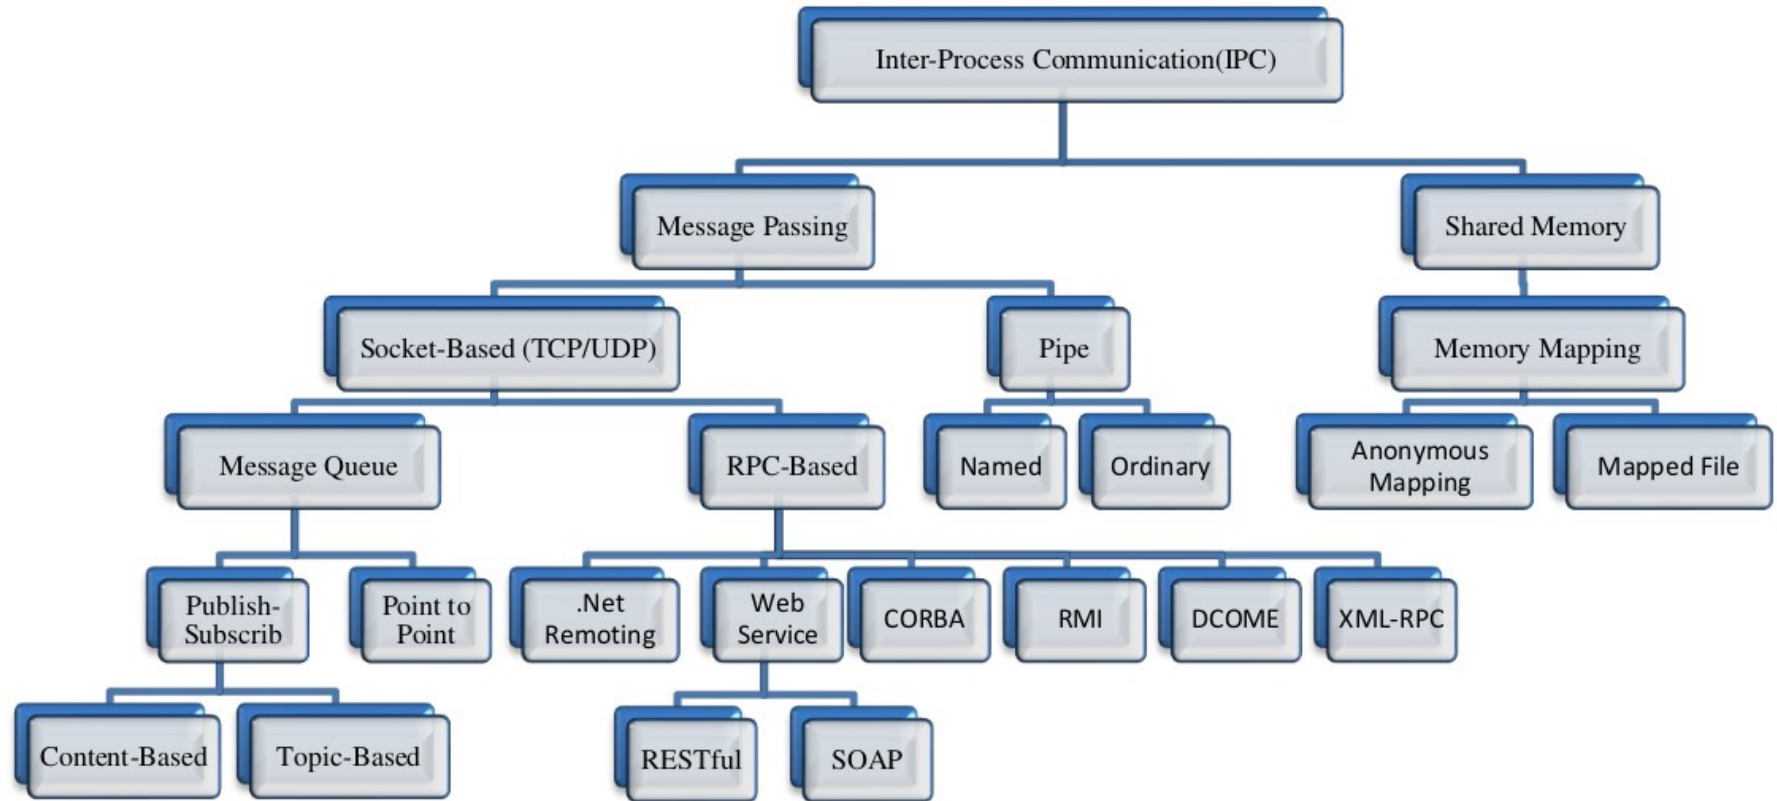 Inter-Process Communication(IPC)
Message Passing
Shared Memory
Socket-Based (TCP/UDP)
Pipe
Memory Mapping
Message Queue
RPC-Based
Named
Ordinary
Anonymous
Mapping
Mapped File
Publish-
Subscrib
Point to
Point
.Net
Remoting
Web
Service
CORBA
RMI
DCOME
XML-RPC
Content-Based
Topic-Based
RESTful
SOAP